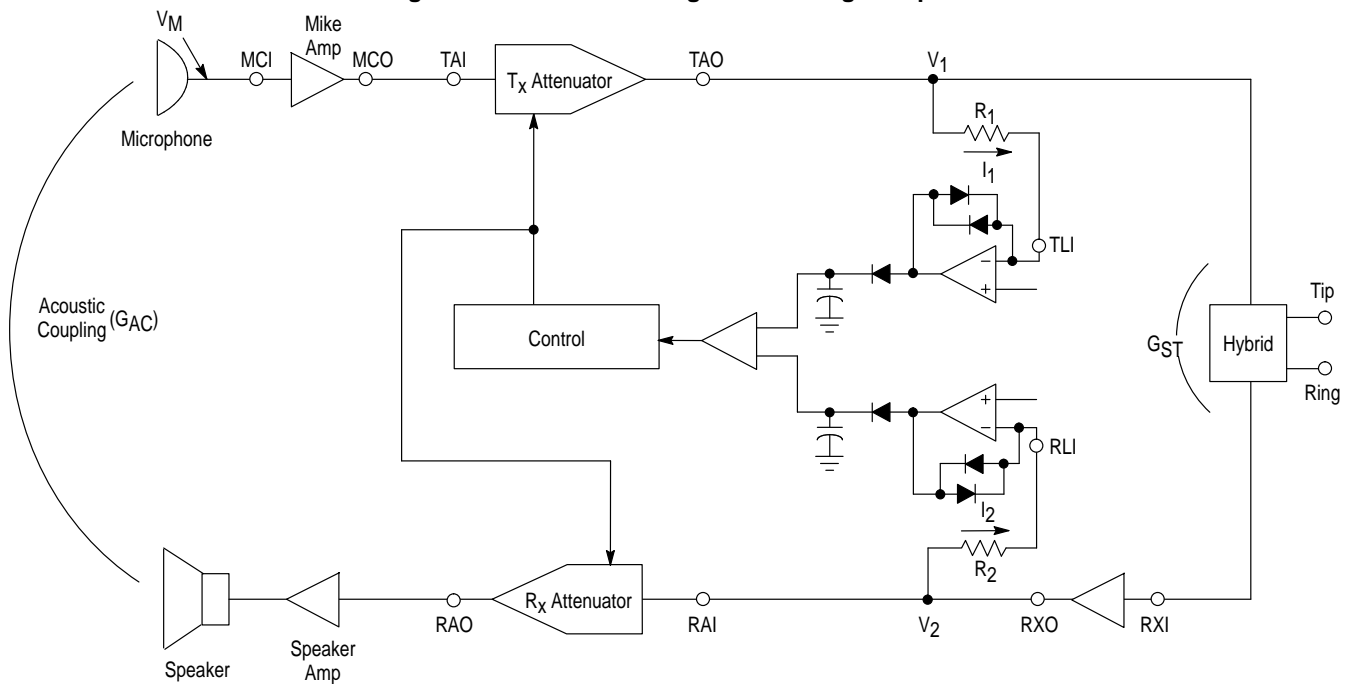 VM
Mike
Amp
MCI
MCO
TAI
Tx Attenuator
TAO
V1
Microphone
R1
I1
TLI
Acoustic
Coupling (GAC)
Control
GST
Hybrid
Tip
Ring
RLI
I2
R2
Rx Attenuator
RAO
RAI
V2
RXO
RXI
Speaker
Speaker
Amp